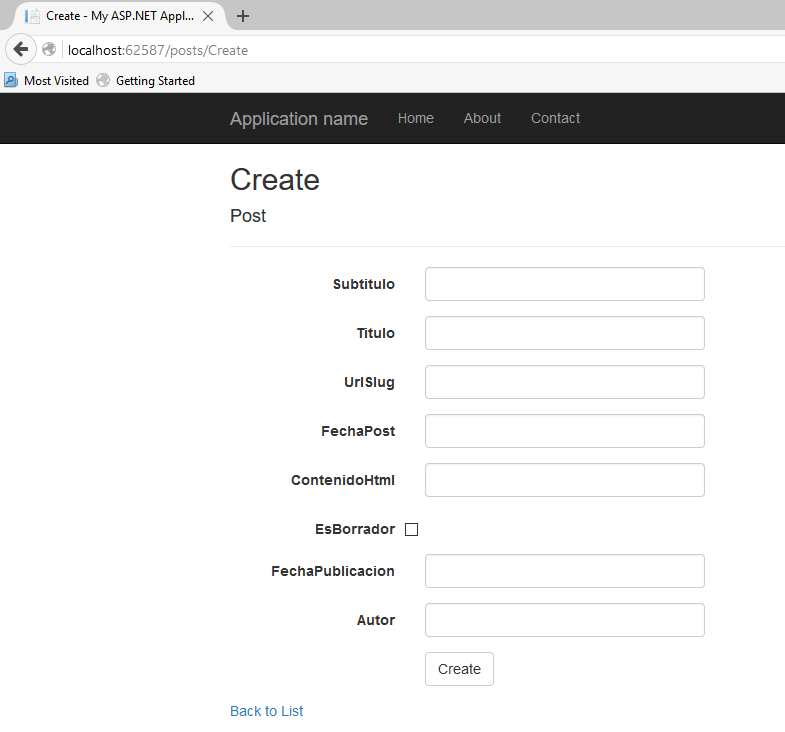 Create - My ASP.NET Appl...
localhost:62587/posts/Create
Most Visited Getting Started
Application name Home About Contact
Create
Post
Subtitulo
Titulo
UrlSlug
FechaPost
ContenidoHtml
EsBorrador
FechaPublicacion
Autor
Create
Back to List